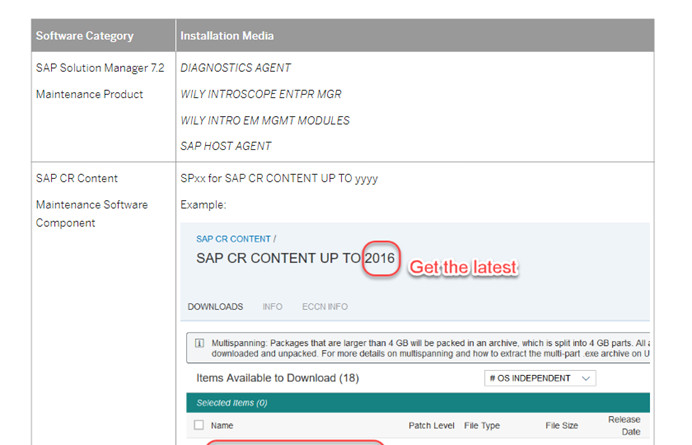 Software Category Installation Media
SAP Solution Manager 7.2 DIAGNOSTICS AGENT
Maintenance Product WILY INTROSCOPE ENTPR MGR
WILY INTRO EM MGMT MODULES
SAP HOST AGENT
SAP CR Content SPxx for SAP CR CONTENT UP TO yyyy
Maintenance Software Example:
Component
SAP CR CONTENT /
SAP CR CONTENT UP TO 2016 Get the latest
DOWNLOADS INFO ECCN INFO
Multispanning: Packages that are larger than 4 GB will be packed in an archive, which is split into 4 GB parts. All
downloaded and unpacked. For more details on multispanning and how to extract the multi-part .exe archive on U
Items Available to Download (18) # OS INDEPENDENT
Selected Items (0)
Name Patch Level File Type File Size Release
Date